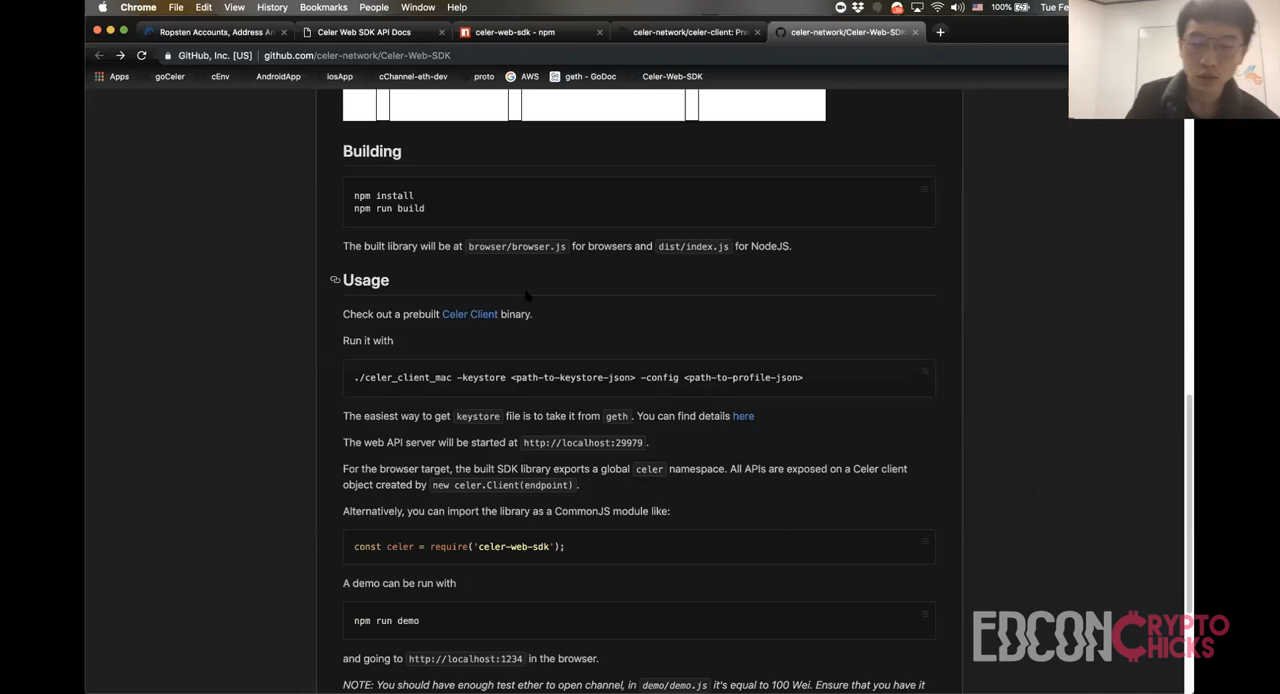 Chrome File Edit View History Bookmarks People Window Help 100% Tue Fe
Ropsten Accounts, Address An Celer Web SDK API Docs celer-web-sdk - npm celer-network/celer-client: Pre celer-network/Celer-Web-SDK
GitHub, Inc. [US] github.com/celer-network/Celer-Web-SDK
Apps goCeler cEnv AndroidApp iosApp cChannel-eth-dev proto AWS geth - GoDoc Celer-Web-SDK
Building
npm install
npm run build
The built library will be at browser/browser.js for browsers and dist/index.js for NodeJS.
Usage
Check out a prebuilt Celer Client binary.
Run it with
./celer_client_mac -keystore <path-to-keystore-json> -config <path-to-profile-json>
The easiest way to get keystore file is to take it from geth. You can find details here
The web API server will be started at http://localhost:29979.
For the browser target, the built SDK library exports a global celer namespace. All APIs are exposed on a Celer client
object created by new celer.Client(endpoint).
Alternatively, you can import the library as a CommonJS module like:
const celer = require('celer-web-sdk');
A demo can be run with
npm run demo
and going to http://localhost:1234 in the browser.
NOTE: You should have enough test ether to open channel, in demo/demo.js it's equal to 100 Wei. Ensure that you have it
EDCON CRYPTO
CHICKS